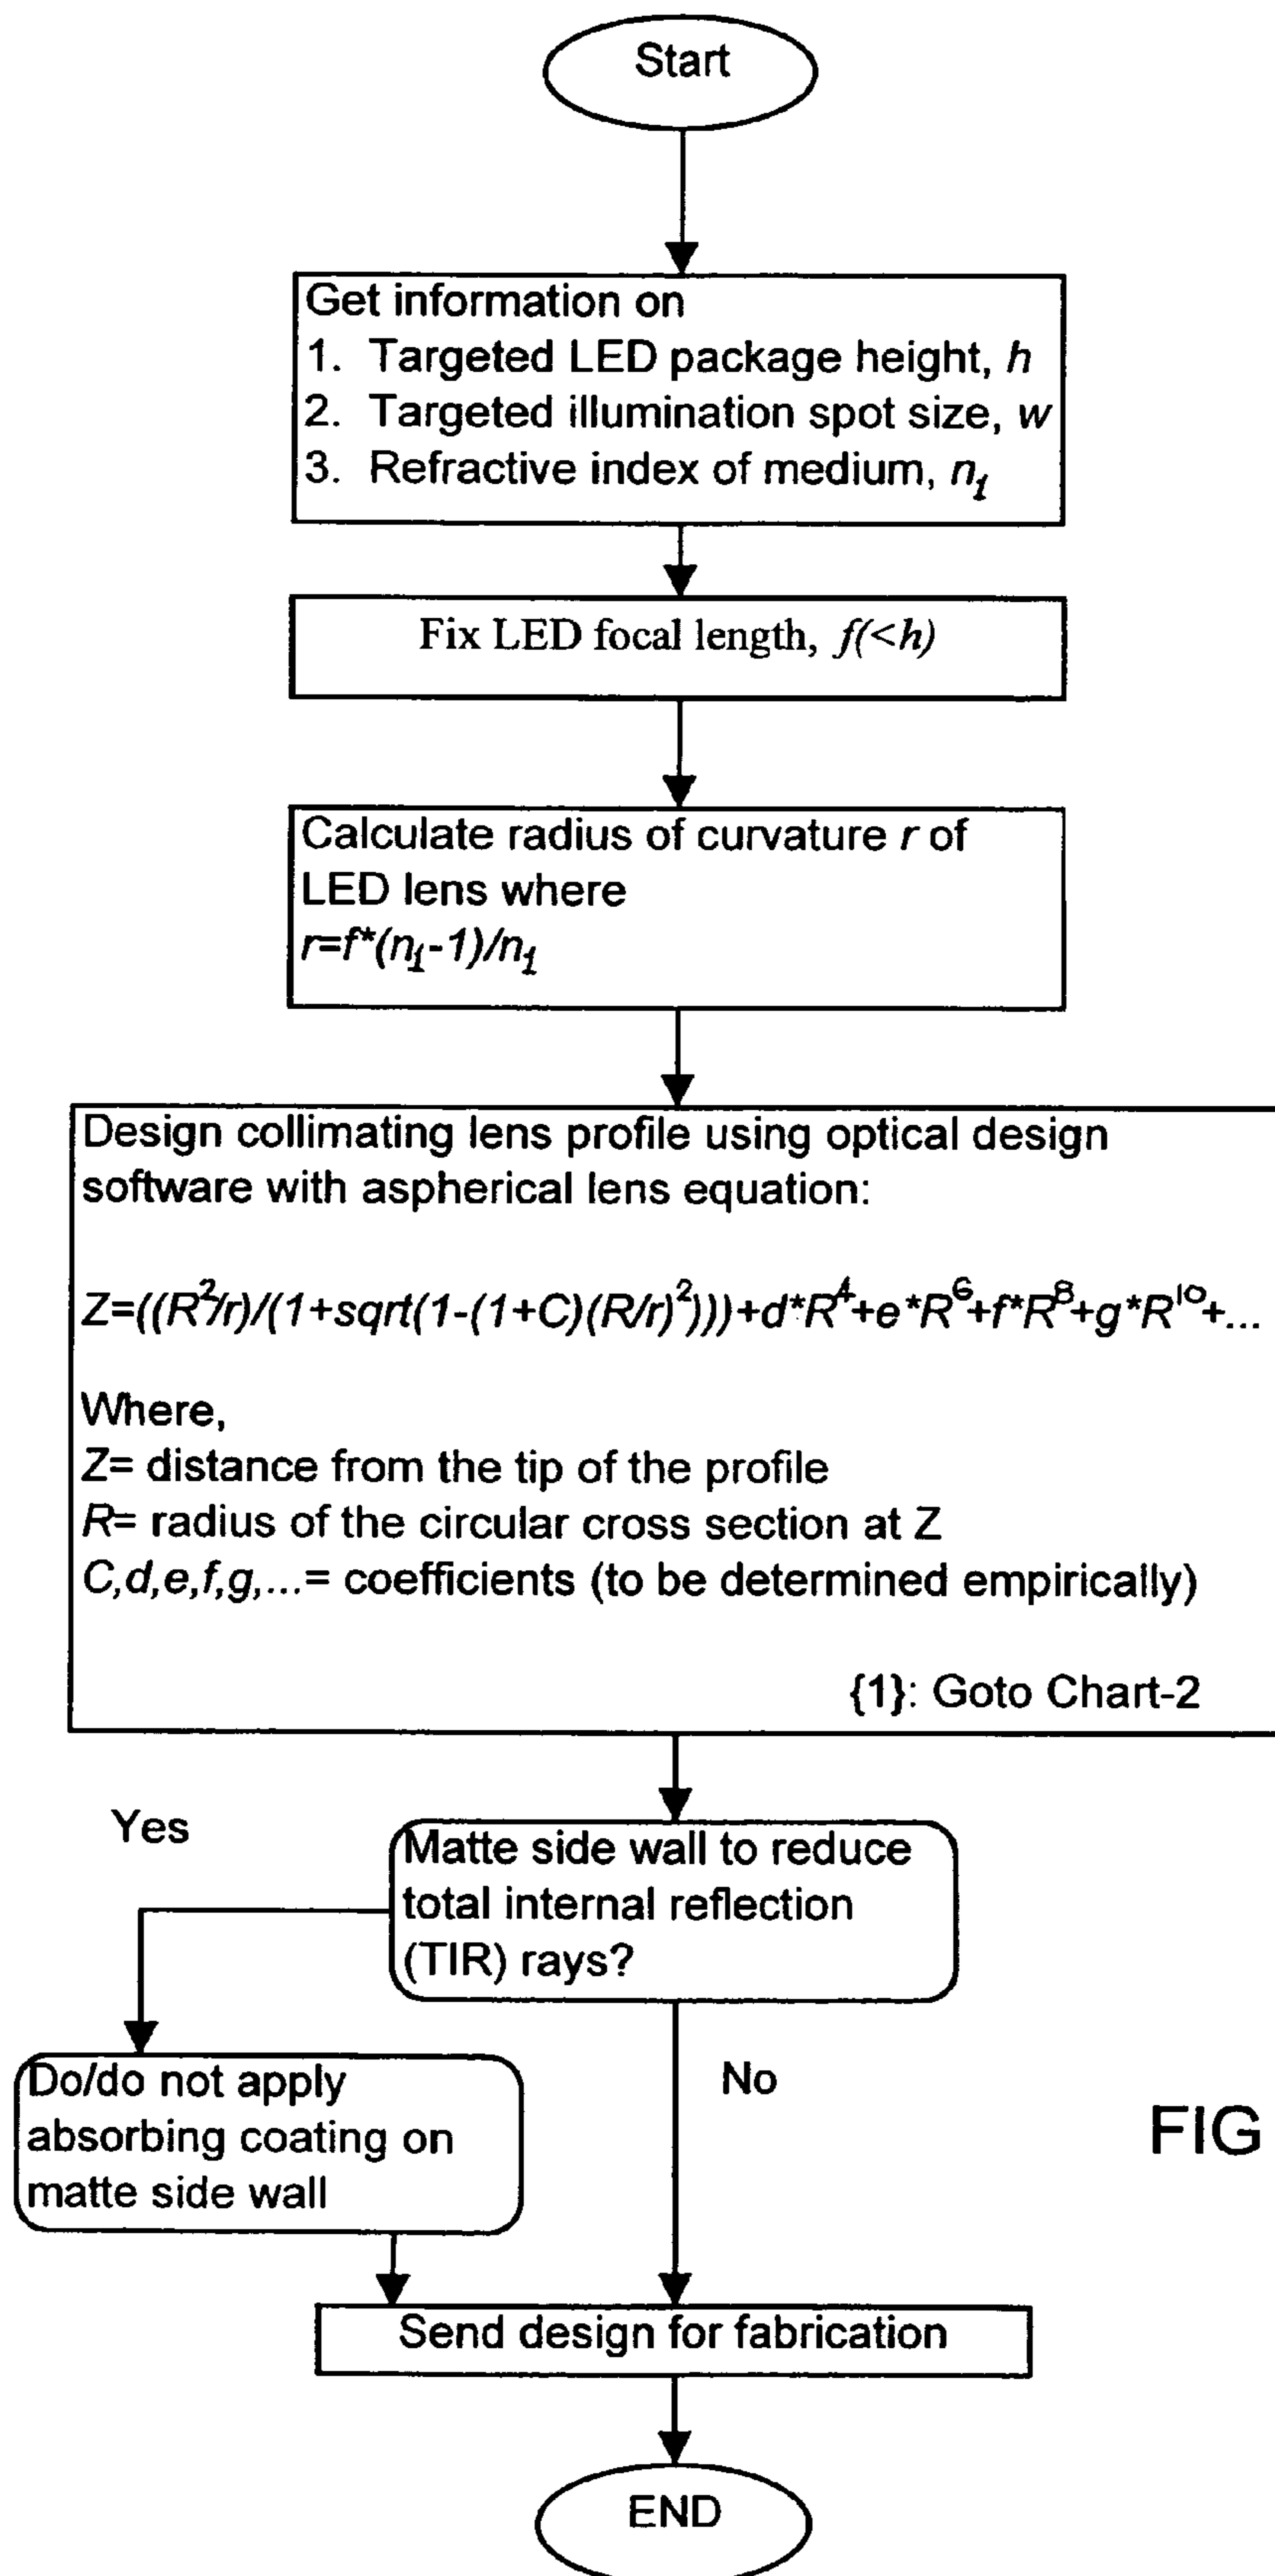 Start
Get information on
1. Targeted LED package height, h
2. Targeted illumination spot size, w
3. Refractive index of medium, n₁
Fix LED focal length, f(<h)
Calculate radius of curvature r of
LED lens where
r=f*(n₁-1)/n₁
Design collimating lens profile using optical design
software with aspherical lens equation:
Z=((R²/r)/(1+sqrt(1-(1+C)(R/r)²)))+d*R⁴+e*R⁶+f*R⁸+g*R¹⁰+...
Where,
Z= distance from the tip of the profile
R= radius of the circular cross section at Z
C,d,e,f,g,...= coefficients (to be determined empirically)
{1}: Goto Chart-2
Yes
Matte side wall to reduce
total internal reflection
(TIR) rays?
Do/do not apply
absorbing coating on
matte side wall
No
FIG
Send design for fabrication
END